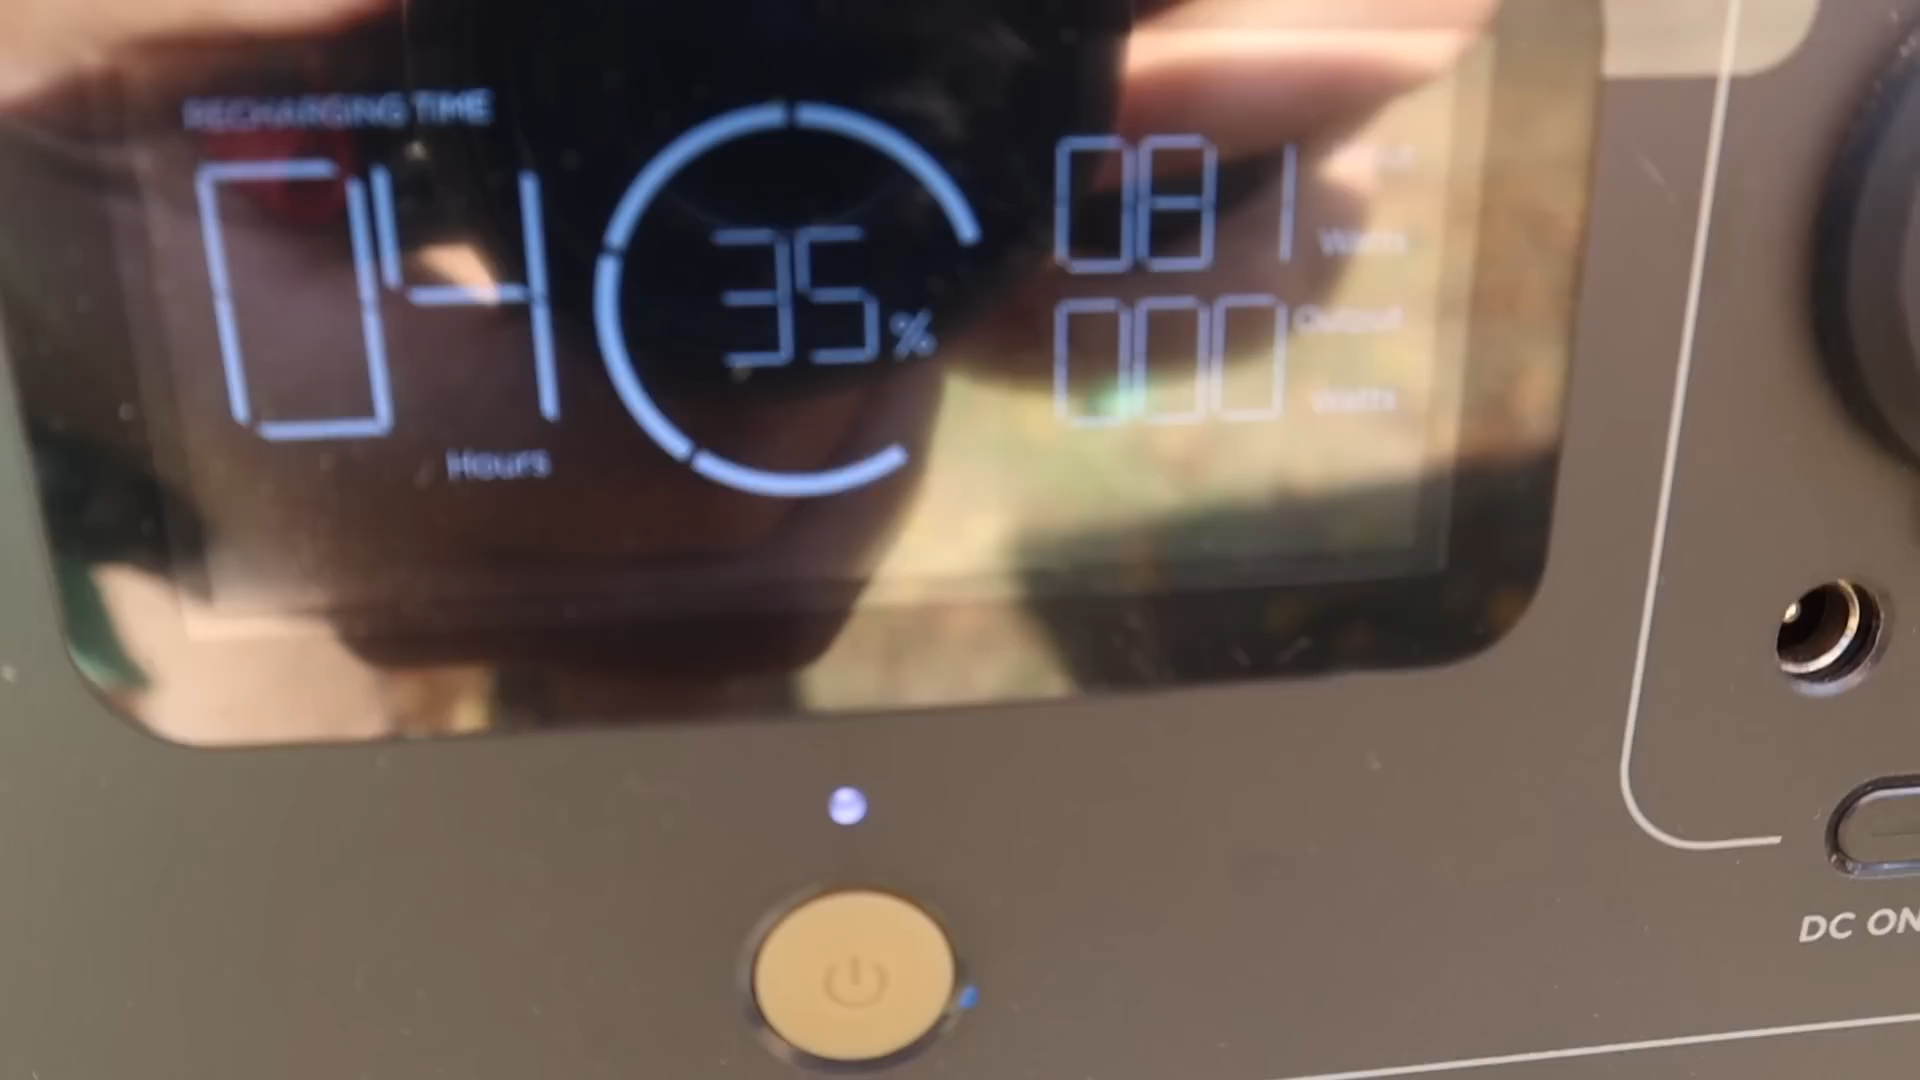 RECHARGING TIME
04
Hours
35%
081
Watts
000
Output
Watts
DC ON